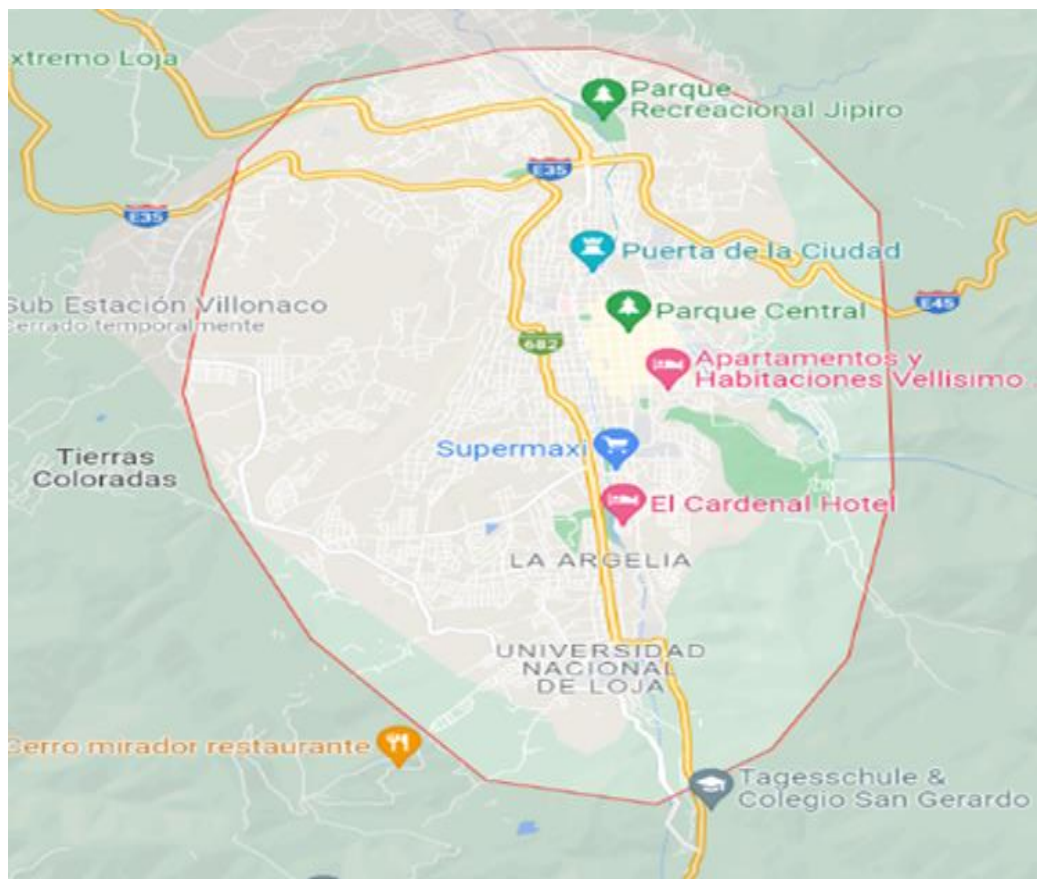 xtremo Loja
Parque
Recreacional Jipiro
E35
E35
Puerta de la Ciudad
E45
Sub Estación Villonaco
cerrado temporalmente
Parque Central
682
Apartamentos y
Habitaciones Vellisimo...
Supermaxi
Tierras
Coloradas
El Cardenal Hotel
LA ARGELIA
UNIVERSIDAD
NACIONAL
DE LOJA
Cerro mirador restaurante
Tagesschule &
Colegio San Gerardo